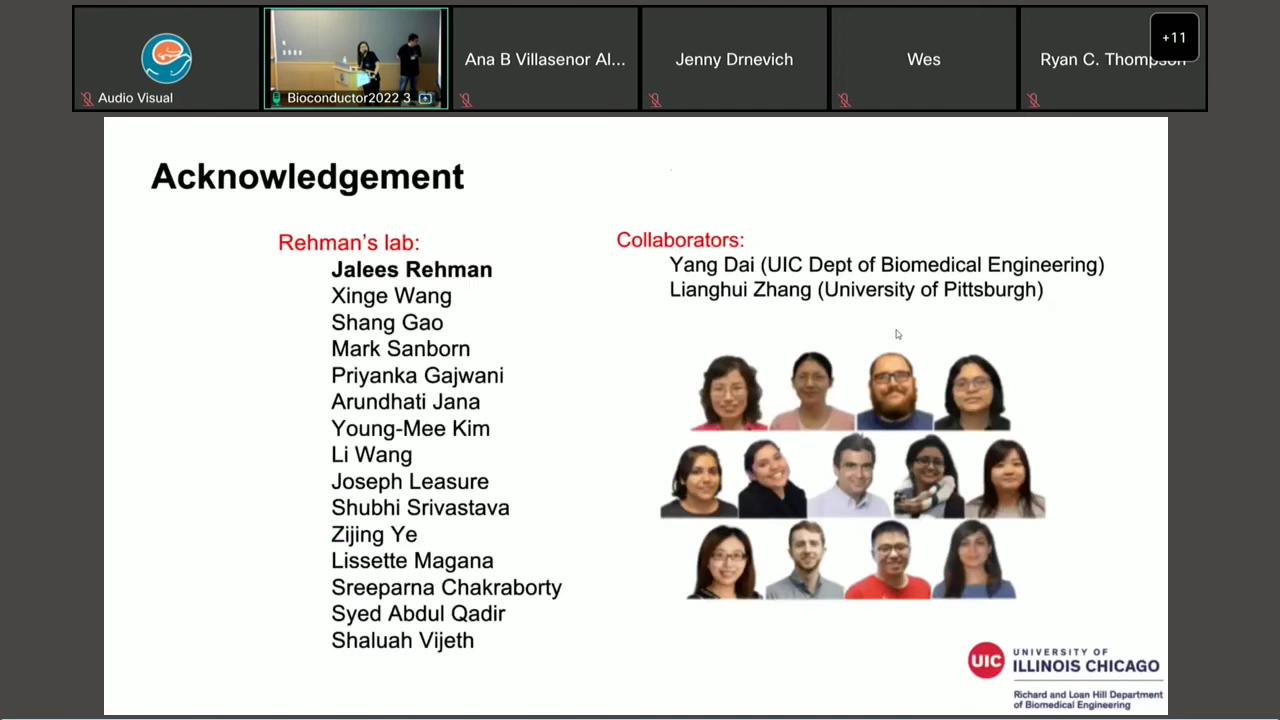 Audio Visual
Bioconductor2022 3
Ana B Villasenor Al...
Jenny Drnevich
Wes
Ryan C. Thompson
+11
Acknowledgement
Rehman's lab:
Jalees Rehman
Xinge Wang
Shang Gao
Mark Sanborn
Priyanka Gajwani
Arundhati Jana
Young-Mee Kim
Li Wang
Joseph Leasure
Shubhi Srivastava
Zijing Ye
Lissette Magana
Sreeparna Chakraborty
Syed Abdul Qadir
Shaluah Vijeth
Collaborators:
Yang Dai (UIC Dept of Biomedical Engineering)
Lianghui Zhang (University of Pittsburgh)
UIC
UNIVERSITY OF
ILLINOIS CHICAGO
Richard and Loan Hill Department
of Biomedical Engineering